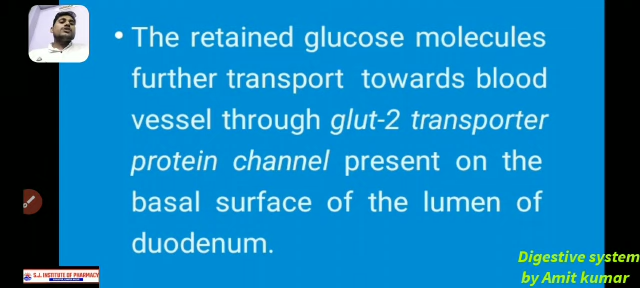 • The retained glucose molecules
further transport towards blood
vessel through glut-2 transporter
protein channel present on the
basal surface of the lumen of
duodenum.
S.J. INSTITUTE OF PHARMACY
Digestive system
by Amit kumar